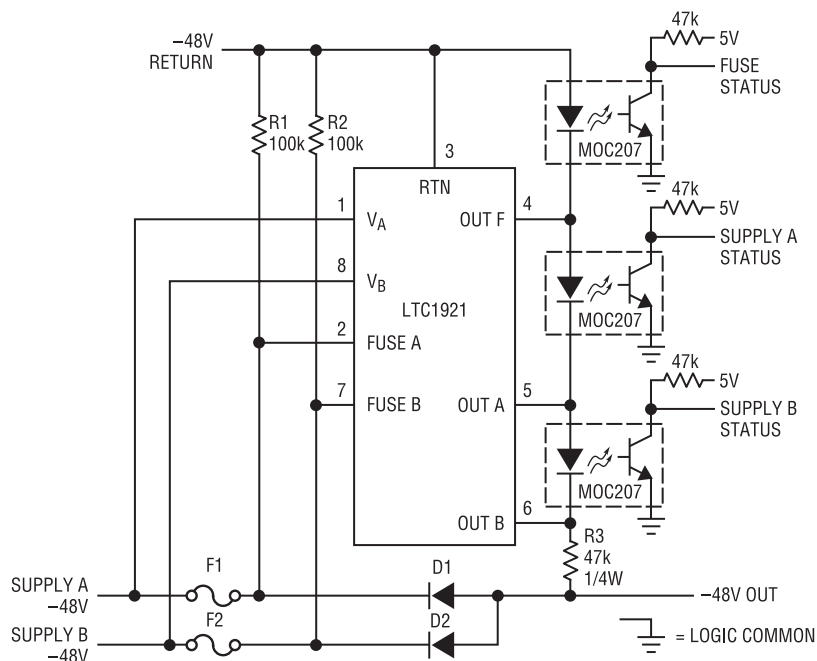 –48V
RETURN
R1
100k
R2
100k
3
RTN
1
VA
8
VB
LTC1921
2
FUSE A
7
FUSE B
OUT F
4
OUT A
5
OUT B
6
47k
5V
FUSE
STATUS
MOC207
47k
5V
SUPPLY A
STATUS
MOC207
47k
5V
SUPPLY B
STATUS
MOC207
R3
47k
1/4W
SUPPLY A
–48V
F1
D1
–48V OUT
SUPPLY B
–48V
F2
D2
= LOGIC COMMON